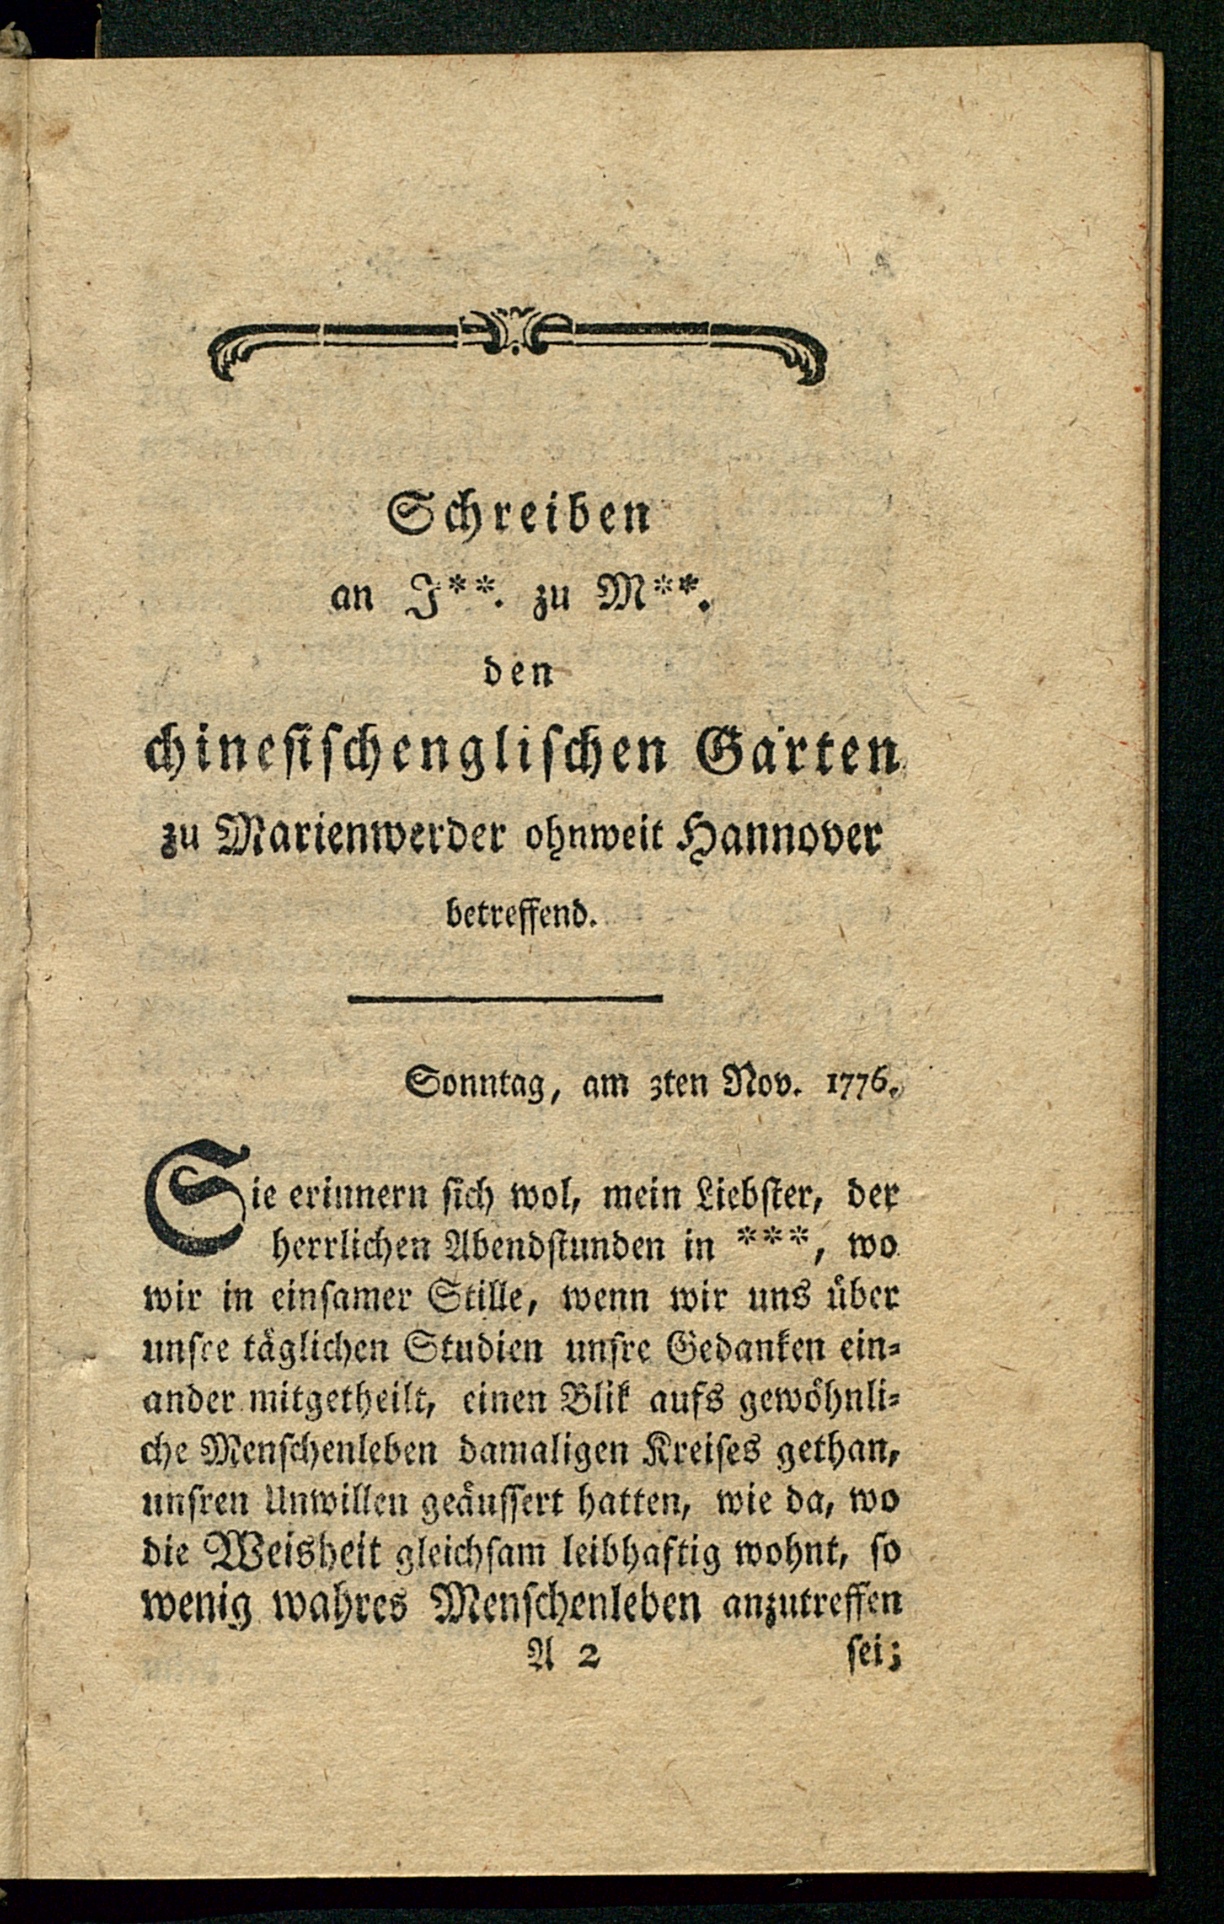 Schreiben
an J**. zu M**.
den
chinesischenglischen Garten
zu Marienwerder ohnweit Hannover
betreffend.
Sonntag, am 3ten Nov. 1776.
Sie erinnern sich wol, mein Liebster, der
herrlichen Abendstunden in ***, wo
wir in einsamer Stille, wenn wir uns über
unsre täglichen Studien unsre Gedanken ein-
ander mitgetheilt, einen Blik aufs gewöhnli-
che Menschenleben damaligen Kreises gethan,
unsren Unwillen geäussert hatten, wie da, wo
die Weisheit gleichsam leibhaftig wohnt, so
wenig wahres Menschenleben anzutreffen
A 2 sei;